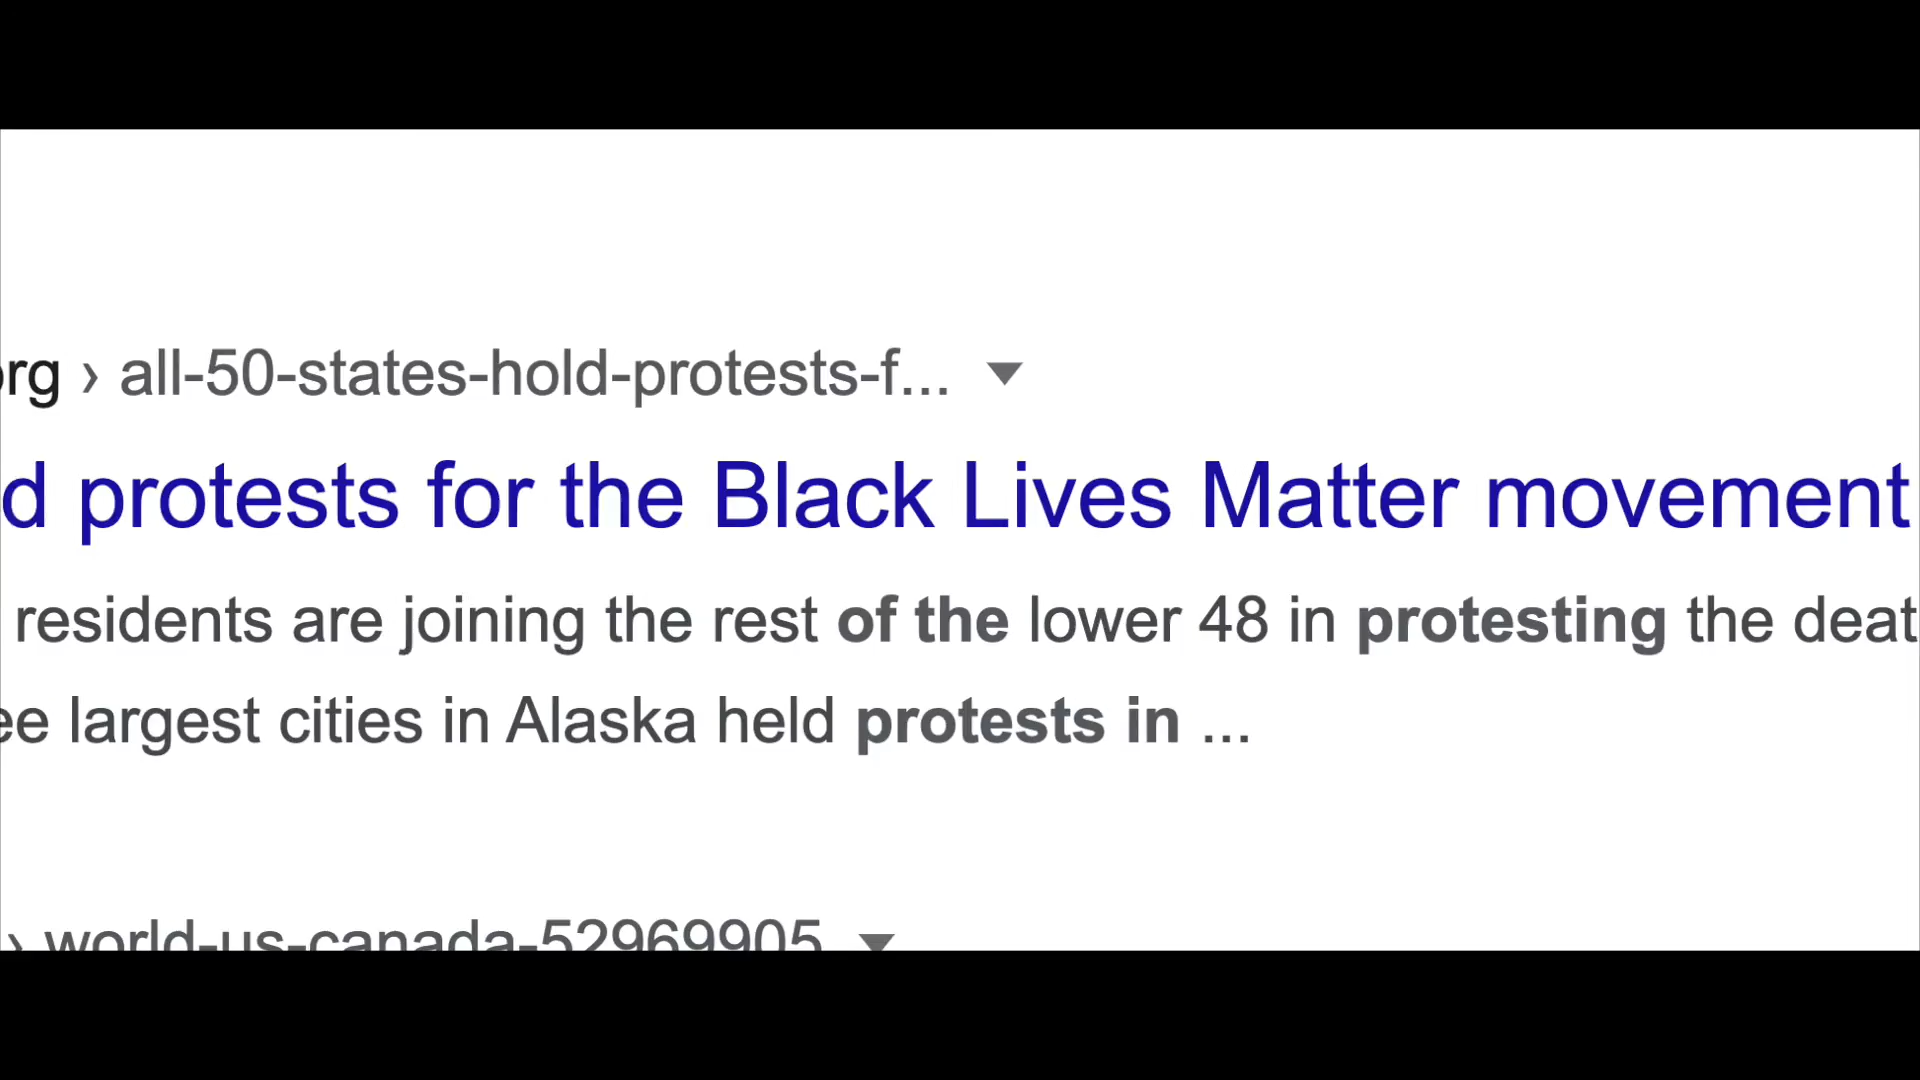 org › all-50-states-hold-protests-f...
d protests for the Black Lives Matter movement
residents are joining the rest of the lower 48 in protesting the deat
ee largest cities in Alaska held protests in ...
› world-us-canada-52969905